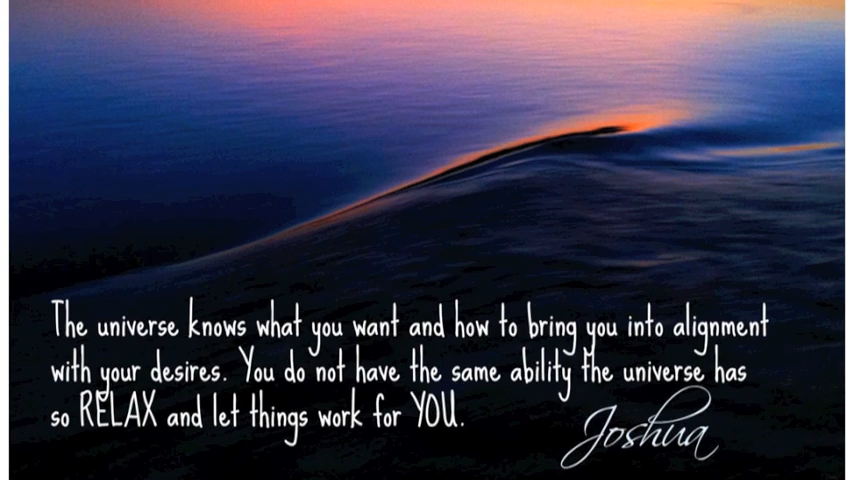 The universe knows what you want and how to bring you into alignment
with your desires. You do not have the same ability the universe has
so RELAX and let things work for YOU.
Joshua